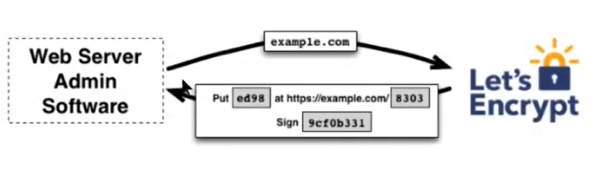 example.com
Web Server
Admin
Software
Put ed98 at https://example.com/ 8303
Sign 9cf0b331
Let's
Encrypt